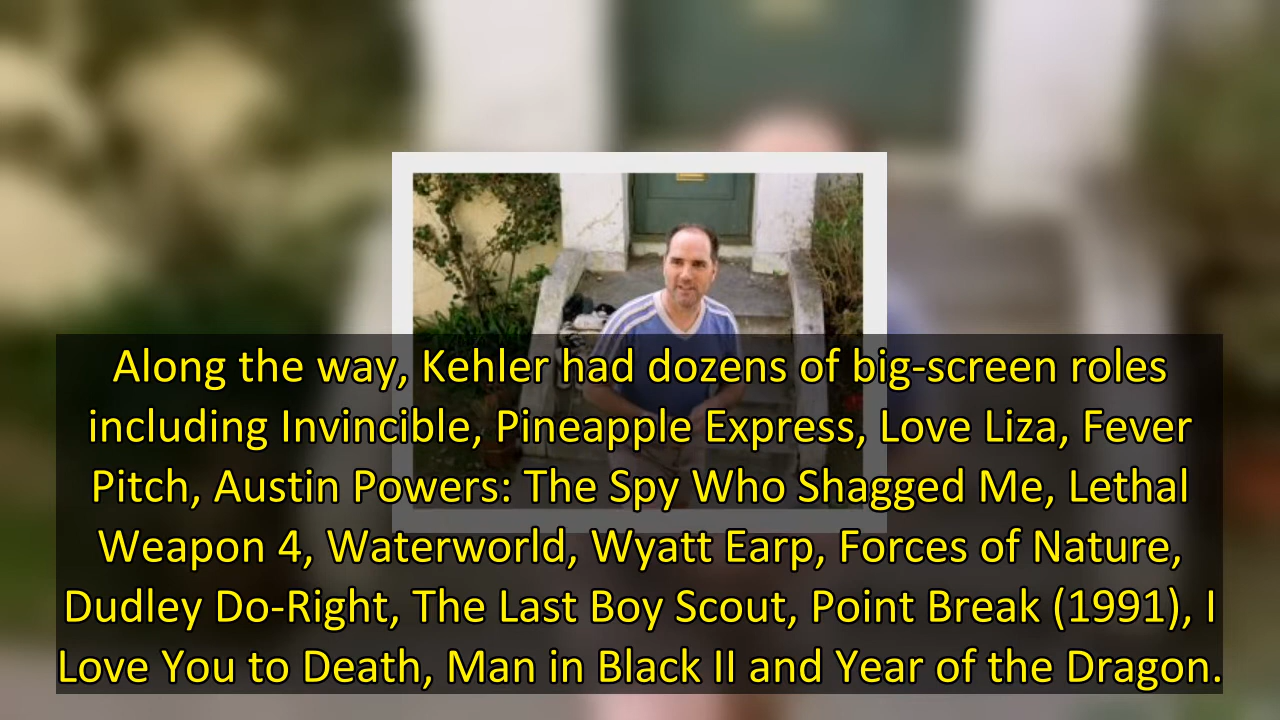 Along the way, Kehler had dozens of big-screen roles
including Invincible, Pineapple Express, Love Liza, Fever
Pitch, Austin Powers: The Spy Who Shagged Me, Lethal
Weapon 4, Waterworld, Wyatt Earp, Forces of Nature,
Dudley Do-Right, The Last Boy Scout, Point Break (1991), I
Love You to Death, Man in Black II and Year of the Dragon.